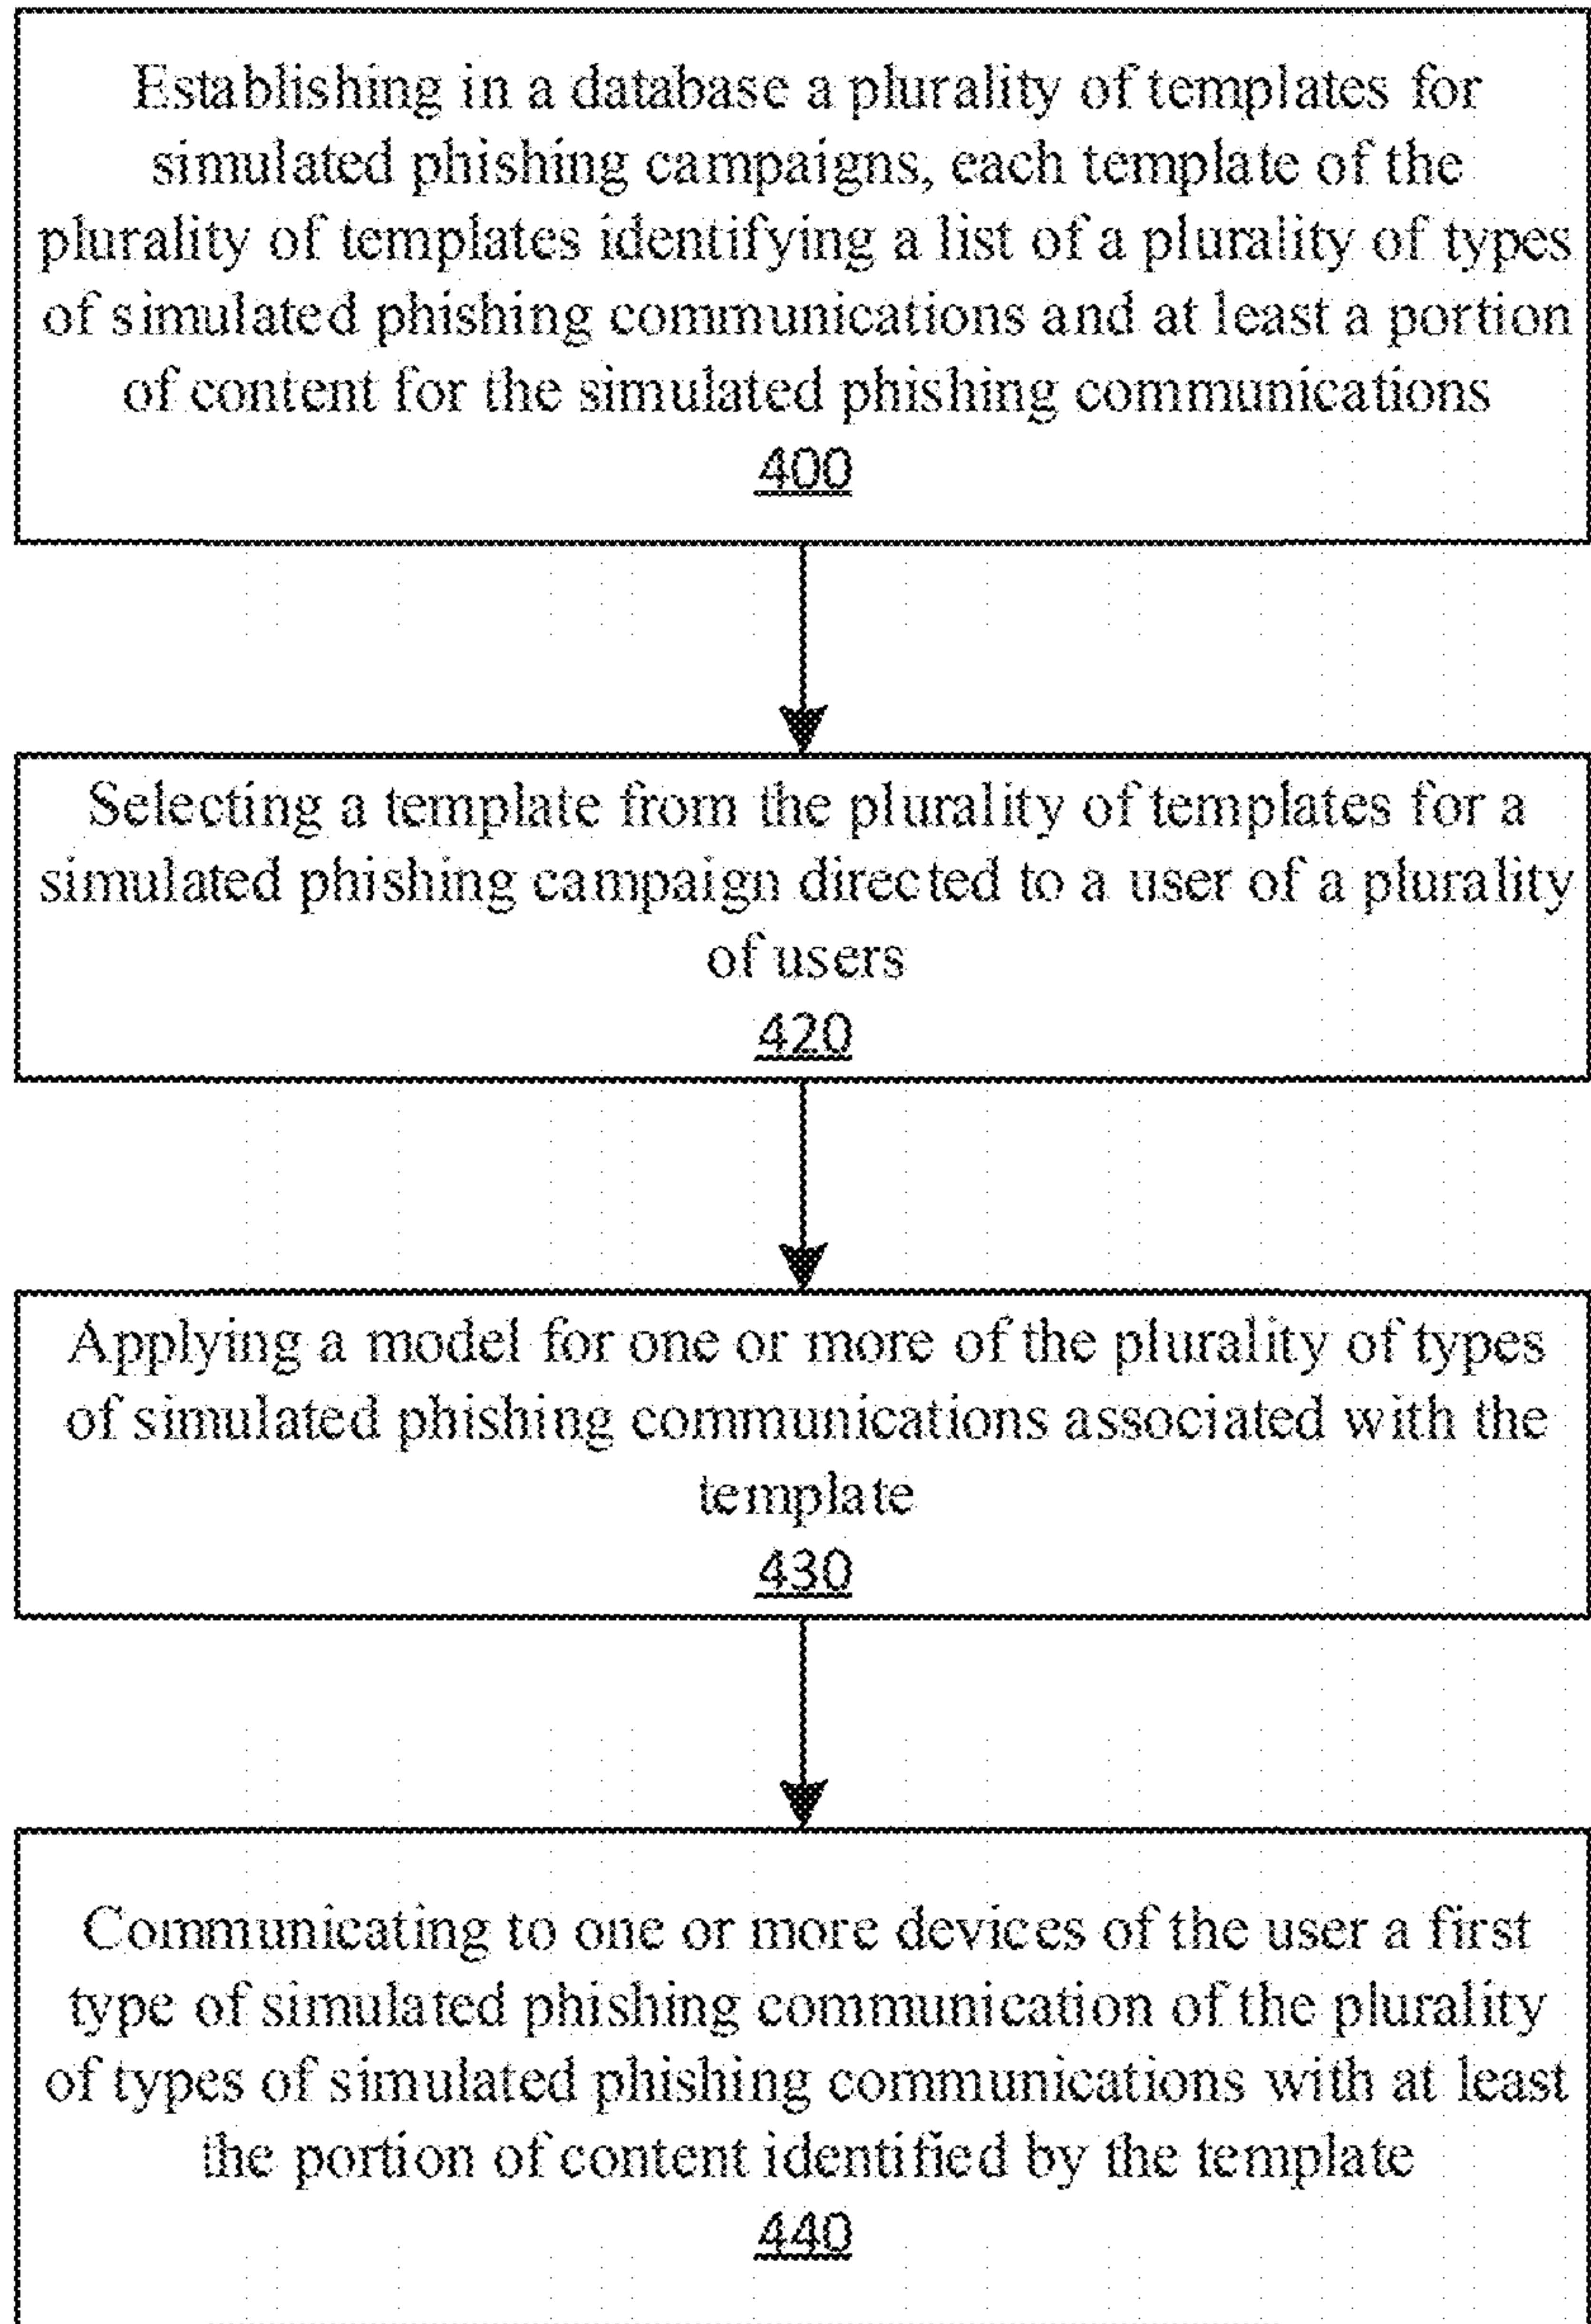 Establishing in a database a plurality of templates for
simulated phishing campaigns, each template of the
plurality of templates identifying a list of a plurality of types
of simulated phishing communications and at least a portion
of content for the simulated phishing communications
400
Selecting a template from the plurality of templates for a
simulated phishing campaign directed to a user of a plurality
of users
420
Applying a model for one or more of the plurality of types
of simulated phishing communications associated with the
template
430
Communicating to one or more devices of the user a first
type of simulated phishing communication of the plurality
of types of simulated phishing communications with at least
the portion of content identified by the template
440